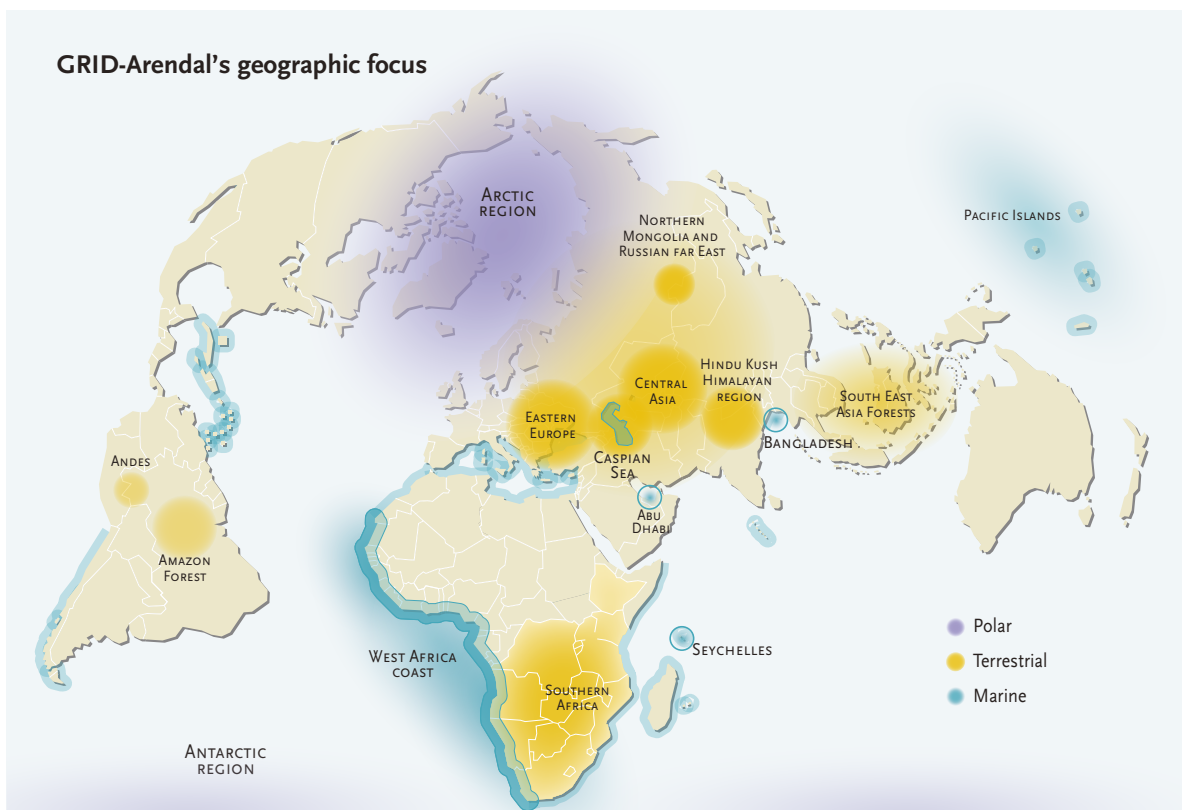 GRID-Arendal's geographic focus
ARCTIC
REGION
NORTHERN
MONGOLIA AND
RUSSIAN FAR EAST
PACIFIC ISLANDS
CENTRAL
ASIA
HINDU KUSH
HIMALAYAN
REGION
SOUTH EAST
ASIA FORESTS
EASTERN
EUROPE
BANGLADESH
CASPIAN
SEA
ANDES
ABU
DHABI
AMAZON
FOREST
Polar
SEYCHELLES
WEST AFRICA
COAST
Terrestrial
SOUTHERN
AFRICA
Marine
ANTARCTIC
REGION